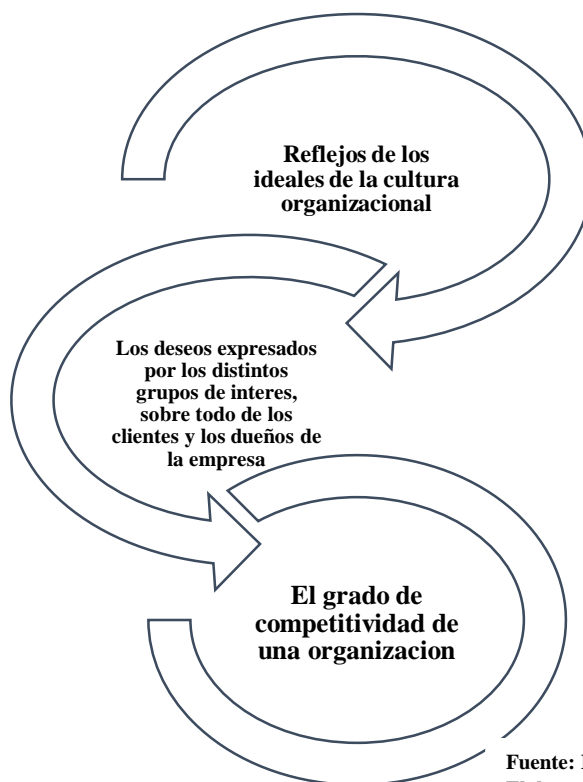 Reflejos de los
ideales de la cultura
organizacional
Los deseos expresados
por los distintos
grupos de interes,
sobre todo de los
clientes y los dueños de
la empresa
El grado de
competitividad de
una organizacion
Fuente: